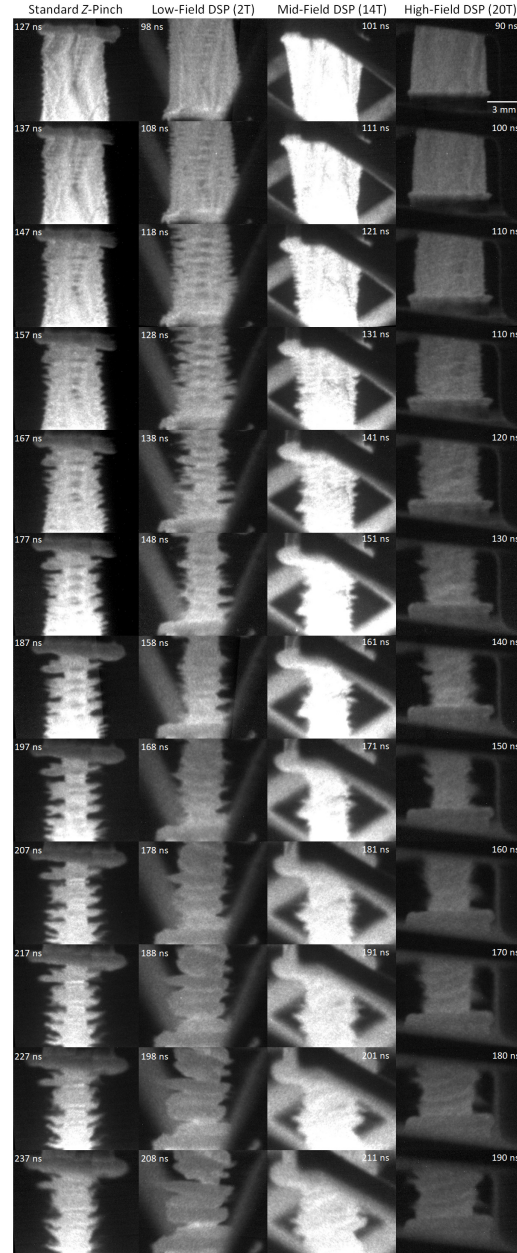 Standard Z-Pinch Low-Field DSP (2T) Mid-Field DSP (14T) High-Field DSP (20T)
127 ns 98 ns 101 ns 90 ns
3 mm
137 ns 108 ns 111 ns 100 ns
147 ns 118 ns 121 ns 110 ns
157 ns 128 ns 131 ns 110 ns
167 ns 138 ns 141 ns 120 ns
177 ns 148 ns 151 ns 130 ns
187 ns 158 ns 161 ns 140 ns
197 ns 168 ns 171 ns 150 ns
207 ns 178 ns 181 ns 160 ns
217 ns 188 ns 191 ns 170 ns
227 ns 198 ns 201 ns 180 ns
237 ns 208 ns 211 ns 190 ns